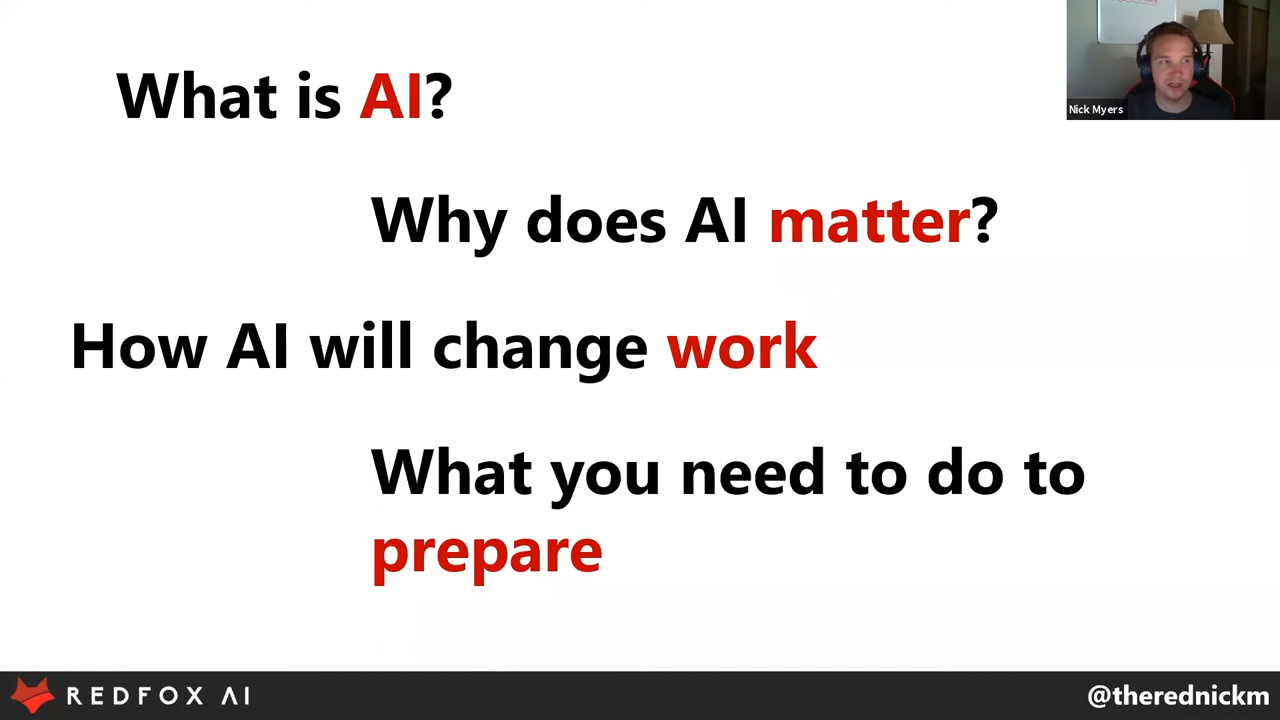 What is AI?
Nick Myers
Why does AI matter?
How AI will change work
What you need to do to
prepare
REDFOX AI
@therednickm